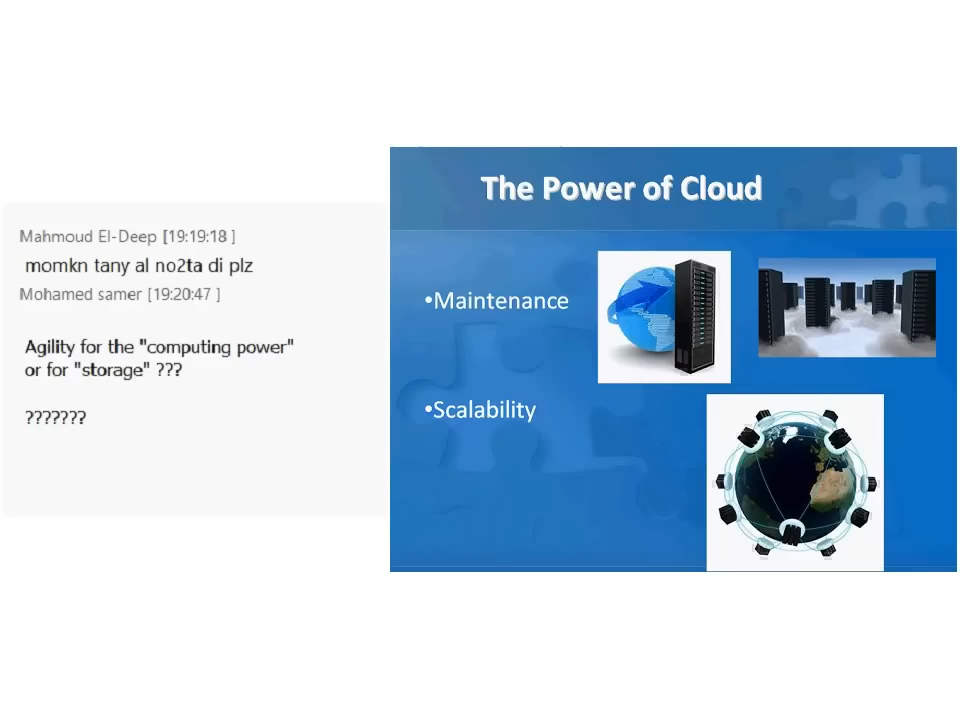 Mahmoud El-Deep [19:19:18 ]
momkn tany al no2ta di plz
Mohamed samer [19:20:47 ]
Agility for the "computing power"
or for "storage" ???
???????
The Power of Cloud
•Maintenance
•Scalability